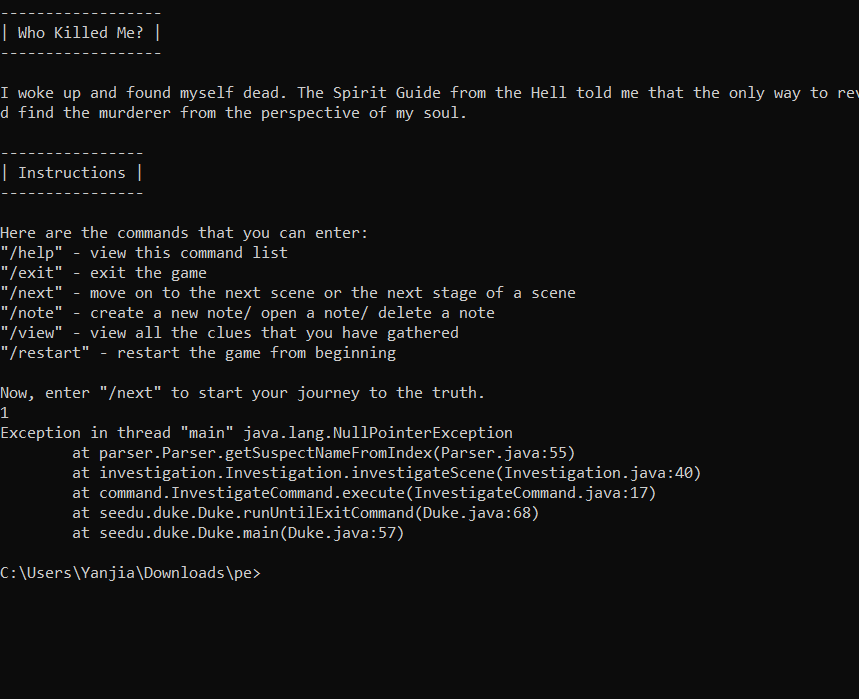 ------------------
| Who Killed Me? |
------------------
I woke up and found myself dead. The Spirit Guide from the Hell told me that the only way to rev
d find the murderer from the perspective of my soul.
----------------
| Instructions |
----------------
Here are the commands that you can enter:
"/help" - view this command list
"/exit" - exit the game
"/next" - move on to the next scene or the next stage of a scene
"/note" - create a new note/ open a note/ delete a note
"/view" - view all the clues that you have gathered
"/restart" - restart the game from beginning
Now, enter "/next" to start your journey to the truth.
1
Exception in thread "main" java.lang.NullPointerException
at parser.Parser.getSuspectNameFromIndex(Parser.java:55)
at investigation.Investigation.investigateScene(Investigation.java:40)
at command.InvestigateCommand.execute(InvestigateCommand.java:17)
at seedu.duke.Duke.runUntilExitCommand(Duke.java:68)
at seedu.duke.Duke.main(Duke.java:57)
C:\Users\Yanjia\Downloads\pe>